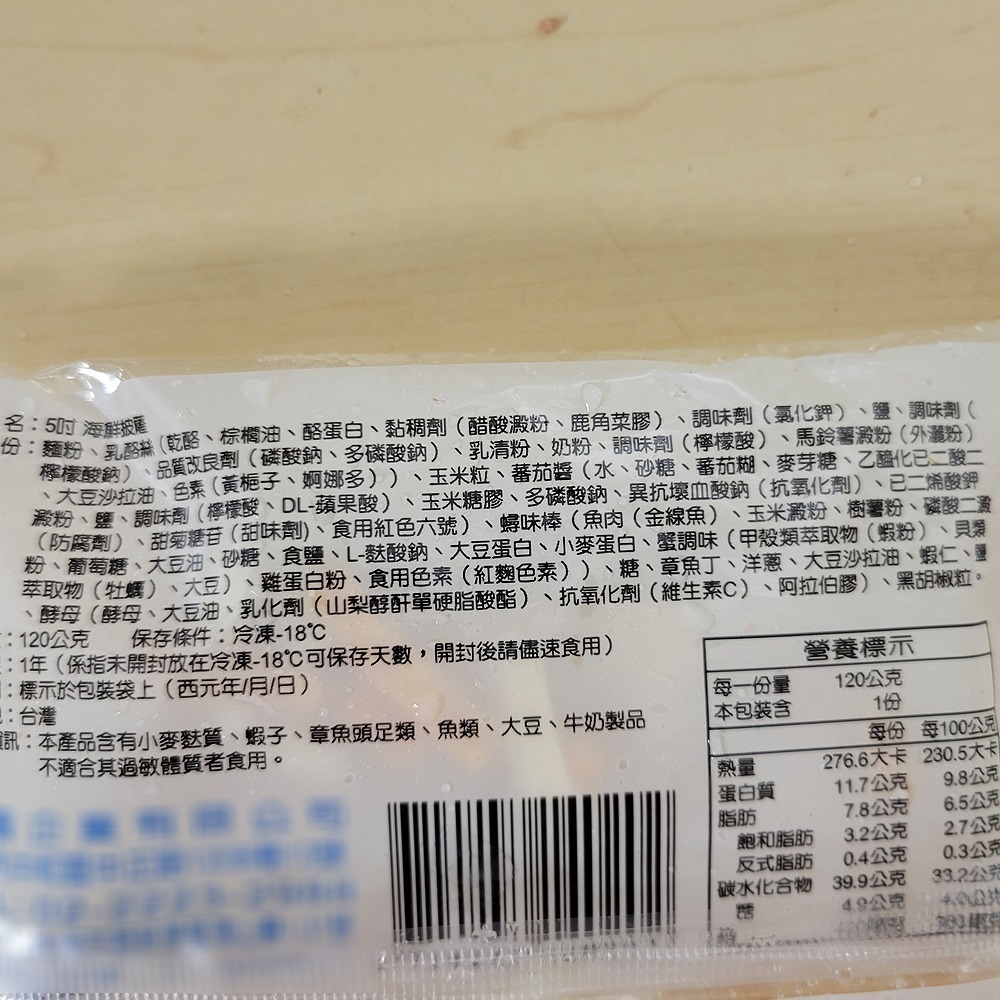 名：5吋 海鮮披薩
份：麵粉、乳酪絲（乾酪、棕櫚油、酪蛋白、黏稠劑（醋酸澱粉、鹿角菜膠）、調味劑（氯化鉀）、鹽、調味劑（
檸檬酸鈉）、品質改良劑（磷酸鈉、多磷酸鈉）、乳清粉、奶粉、調味劑（檸檬酸）、馬鈴薯澱粉（外灑粉）
、大豆沙拉油、色素（黃梔子、婀娜多））、玉米粒、蕃茄醬（水、砂糖、蕃茄糊、麥芽糖、乙醯化已二酸二
澱粉、鹽、調味劑（檸檬酸、DL-蘋果酸）、玉米糖膠、多磷酸鈉、異抗壞血酸鈉（抗氧化劑）、已二烯酸鉀
（防腐劑）、甜菊醣苷（甜味劑)、食用紅色六號）、蟳味棒（魚肉（金線魚）、玉米澱粉、樹薯粉、磷酸二澱
粉、葡萄糖、大豆油、砂糖、食鹽、L-麩酸鈉、大豆蛋白、小麥蛋白、蟹調味（甲殼類萃取物（蝦粉）、貝類
萃取物（牡蠣）、大豆）、雞蛋白粉、食用色素（紅麴色素））、糖、章魚丁、洋蔥、大豆沙拉油、蝦仁、鹽
、酵母（酵母、大豆油、乳化劑（山梨醇酐單硬脂酸酯）、抗氧化劑（維生素C）、阿拉伯膠）、黑胡椒粒。
：120公克 保存條件：冷凍-18℃
：1年（係指未開封放在冷凍-18℃可保存天數，開封後請儘速食用）
：標示於包裝袋上（西元年/月/日）
：台灣
訊：本產品含有小麥麩質、蝦子、章魚頭足類、魚類、大豆、牛奶製品
不適合其過敏體質者食用。
營養標示
每一份量 120公克
本包裝含 1份
每份 每100公克
熱量 276.6大卡 230.5大卡
蛋白質 11.7公克 9.8公克
脂肪 7.8公克 6.5公克
飽和脂肪 3.2公克 2.7公克
反式脂肪 0.4公克 0.3公克
碳水化合物 39.9公克 33.2公克
糖 4.9公克